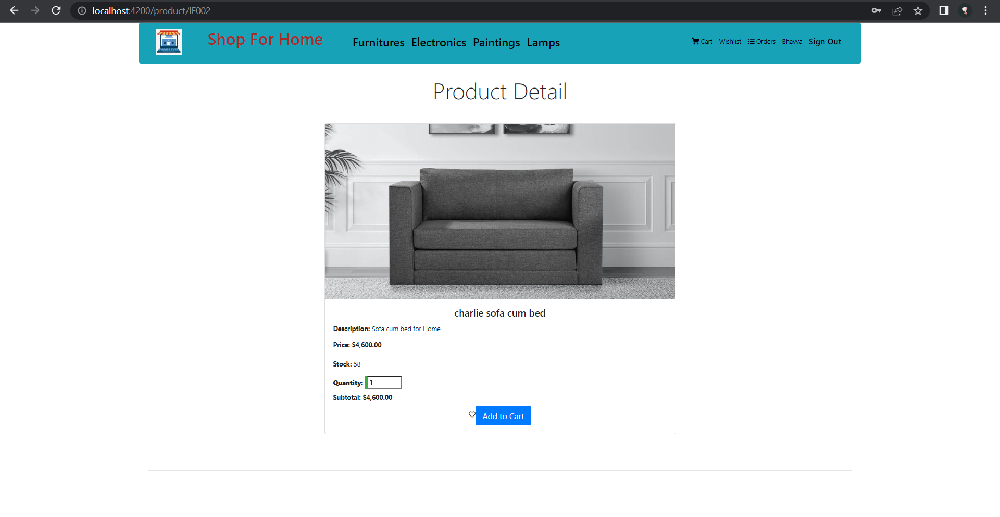 localhost:4200/product/IF002
Shop For Home Furnitures Electronics Paintings Lamps Cart Wishlist Orders Bhavya Sign Out
Product Detail
charlie sofa cum bed
Description: Sofa cum bed for Home
Price: $4,600.00
Stock: 58
Quantity: 1
Subtotal: $4,600.00
Add to Cart